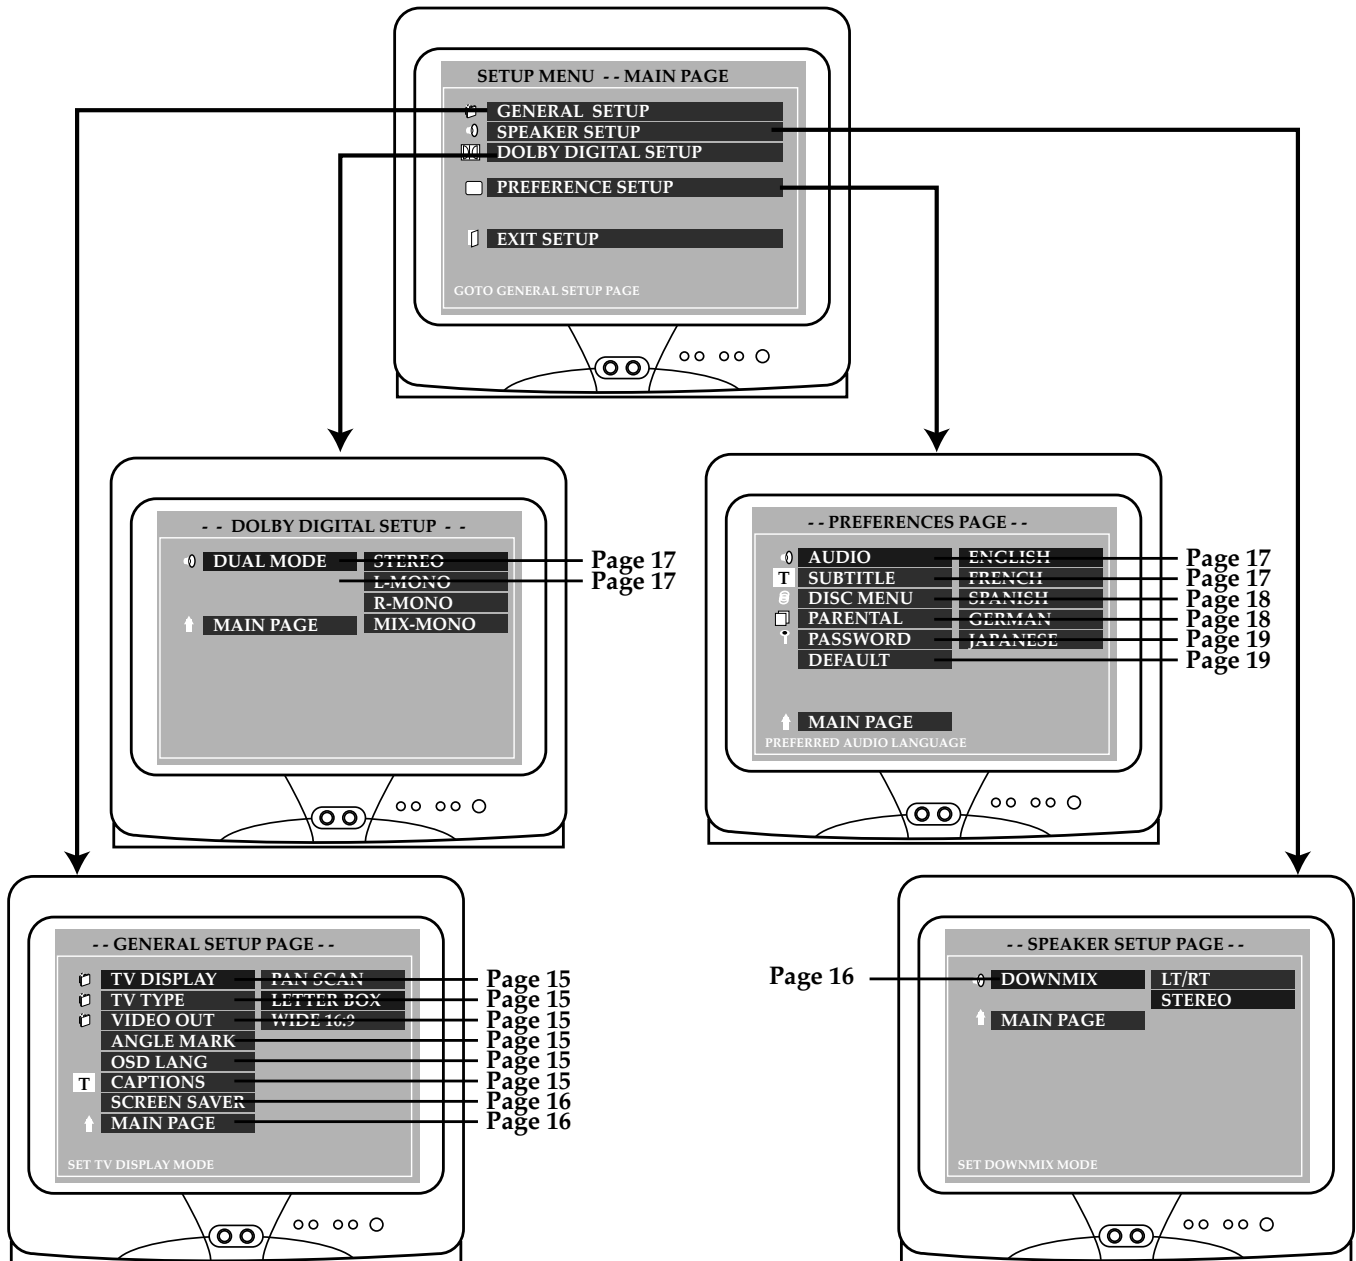 SETUP MENU - - MAIN PAGE
GENERAL SETUP
SPEAKER SETUP
DOLBY DIGITAL SETUP
PREFERENCE SETUP
EXIT SETUP
GOTO GENERAL SETUP PAGE
- - DOLBY DIGITAL SETUP - -
DUAL MODE STEREO Page 17
L-MONO Page 17
R-MONO
MAIN PAGE MIX-MONO
- - PREFERENCES PAGE - -
AUDIO ENGLISH Page 17
T SUBTITLE FRENCH Page 17
DISC MENU SPANISH Page 18
PARENTAL GERMAN Page 18
PASSWORD JAPANESE Page 19
DEFAULT Page 19
MAIN PAGE
PREFERRED AUDIO LANGUAGE
- - GENERAL SETUP PAGE - -
TV DISPLAY PAN SCAN Page 15
TV TYPE LETTER BOX Page 15
VIDEO OUT WIDE 16:9 Page 15
ANGLE MARK Page 15
OSD LANG Page 15
T CAPTIONS Page 15
SCREEN SAVER Page 16
MAIN PAGE Page 16
SET TV DISPLAY MODE
- - SPEAKER SETUP PAGE - -
Page 16 DOWNMIX LT/RT
STEREO
MAIN PAGE
SET DOWNMIX MODE